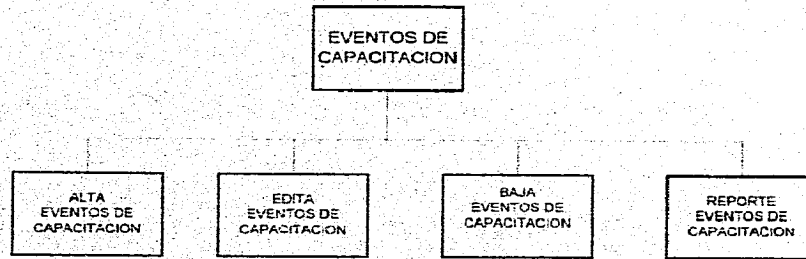 EVENTOS DE
CAPACITACION
ALTA
EVENTOS DE
CAPACITACION
EDITA
EVENTOS DE
CAPACITACION
BAJA
EVENTOS DE
CAPACITACION
REPORTE
EVENTOS DE
CAPACITACION